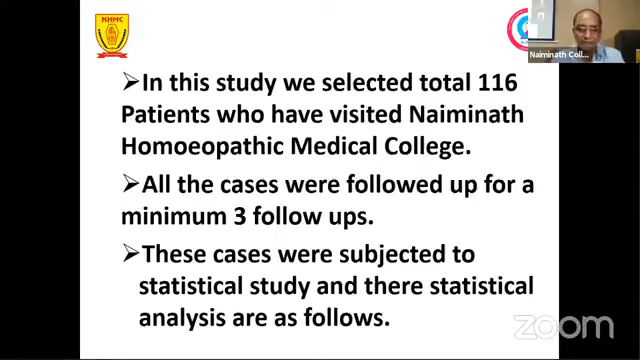 NHMC
Naiminath Coll...
➢In this study we selected total 116
Patients who have visited Naiminath
Homoeopathic Medical College.
➢All the cases were followed up for a
minimum 3 follow ups.
➢These cases were subjected to
statistical study and there statistical
analysis are as follows.
zoom